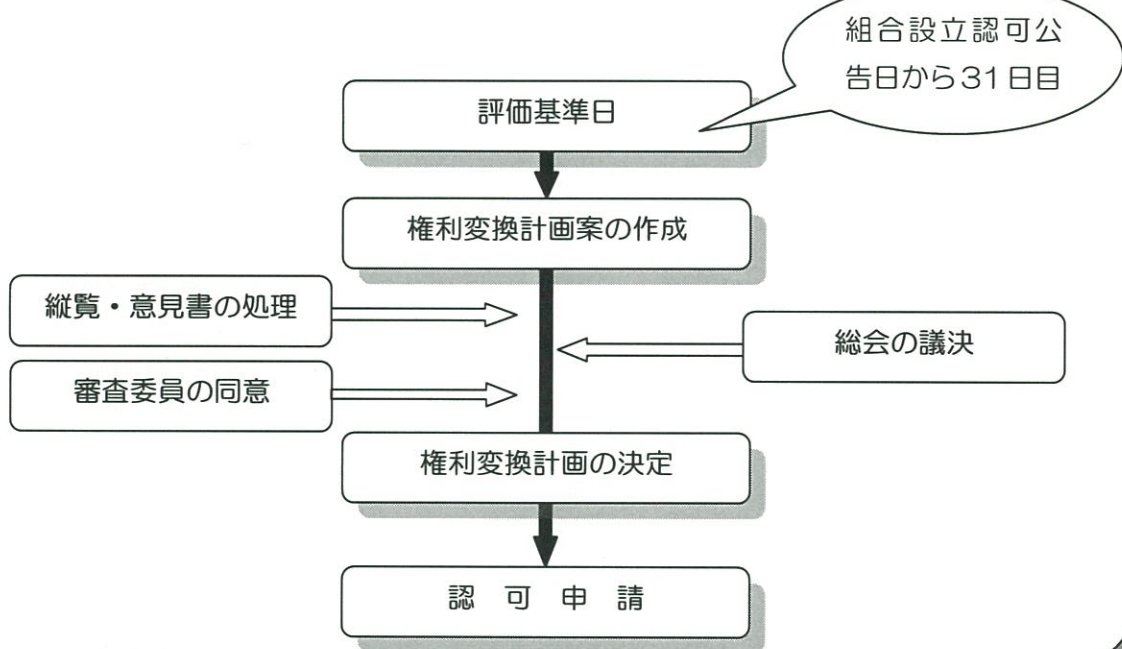 組合設立認可公
告日から31日目
評価基準日
権利変換計画案の作成
縦覧・意見書の処理
総会の議決
審査委員の同意
権利変換計画の決定
認可申請